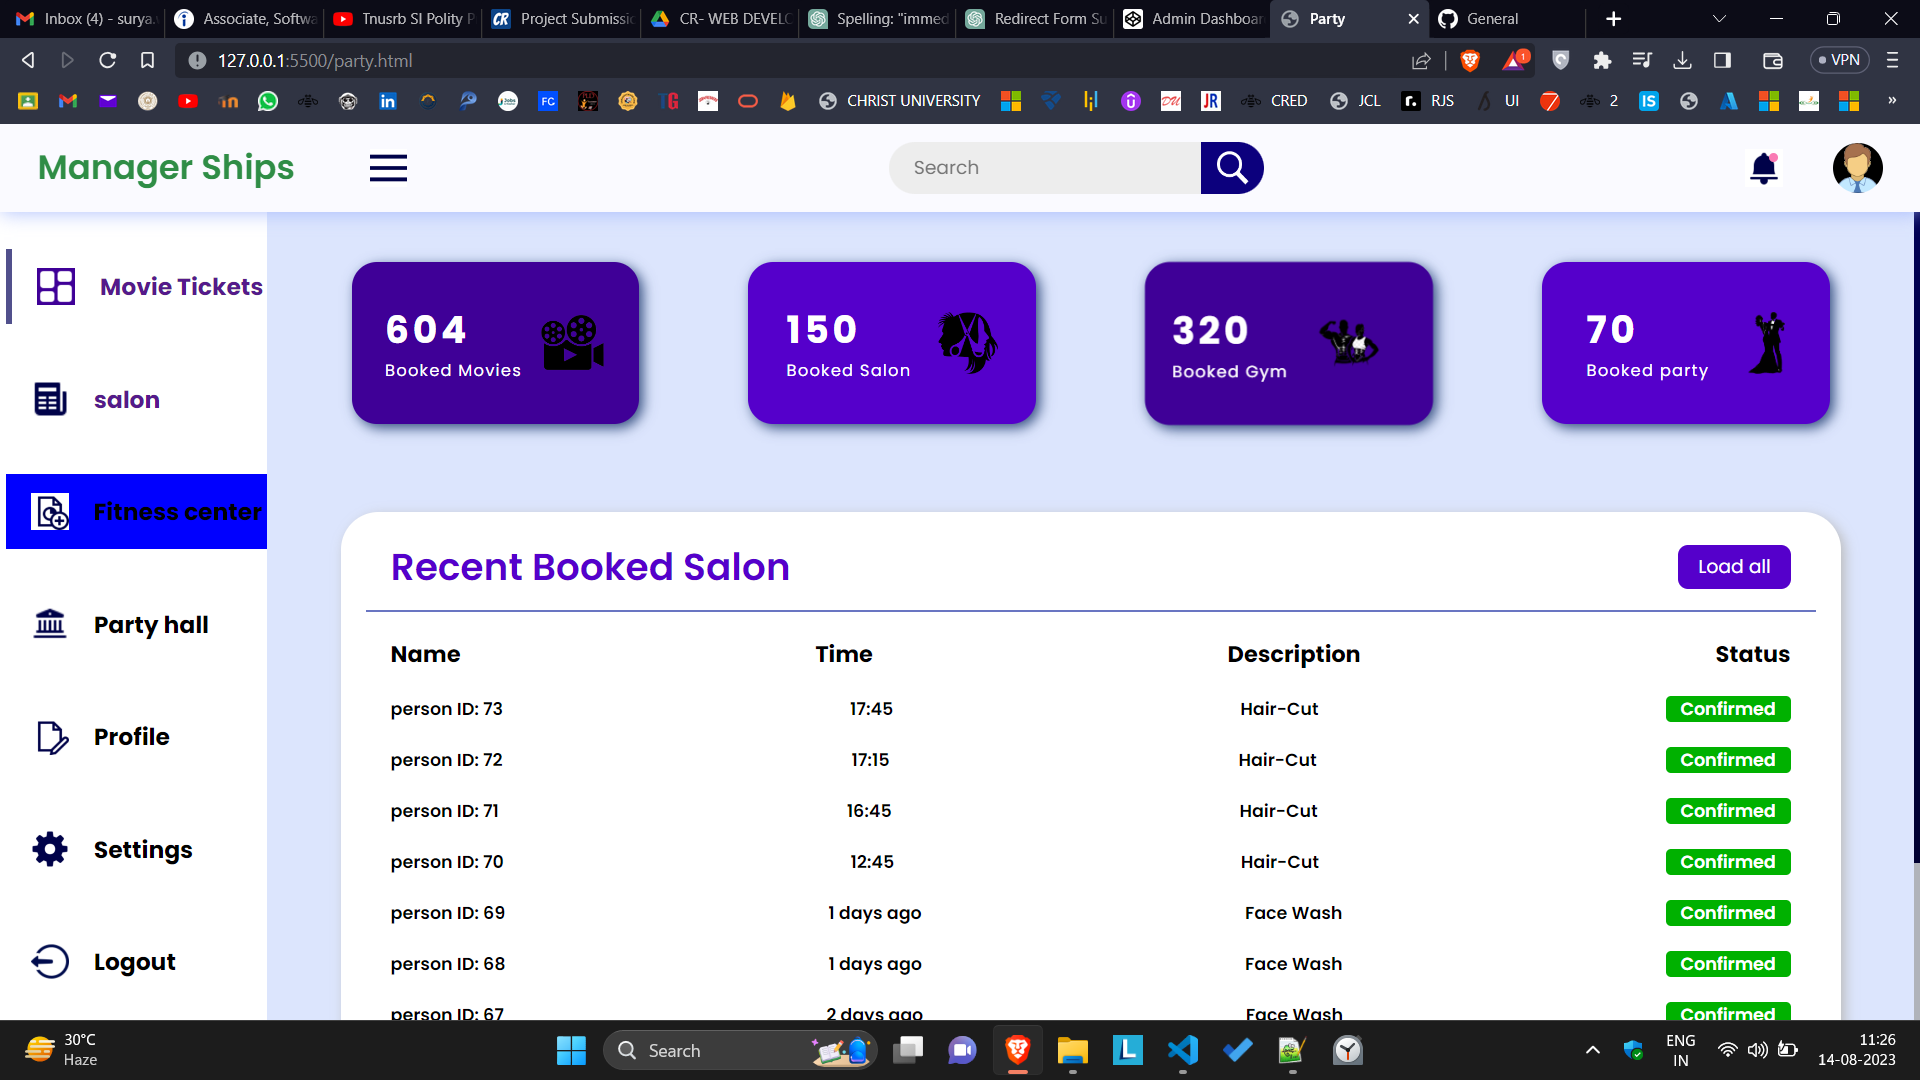 Inbox (4) - surya.
Associate, Softwa
Tnusrb SI Polity P
Project Submissio
CR- WEB DEVELO
Spelling: "immed
Redirect Form Su
Admin Dashboar
Party
General
127.0.0.1:5500/party.html
1
VPN
CHRIST UNIVERSITY
CRED
JCL
RJS
UI
2
Manager Ships
Search
Movie Tickets
salon
Fitness center
Party hall
Profile
Settings
Logout
604
Booked Movies
150
Booked Salon
320
Booked Gym
70
Booked party
Recent Booked Salon
Load all
Name Time Description Status
person ID: 73 17:45 Hair-Cut Confirmed
person ID: 72 17:15 Hair-Cut Confirmed
person ID: 71 16:45 Hair-Cut Confirmed
person ID: 70 12:45 Hair-Cut Confirmed
person ID: 69 1 days ago Face Wash Confirmed
person ID: 68 1 days ago Face Wash Confirmed
person ID: 67 2 days ago Face Wash Confirmed
30°C
Haze
Search
ENG
IN
11:26
14-08-2023